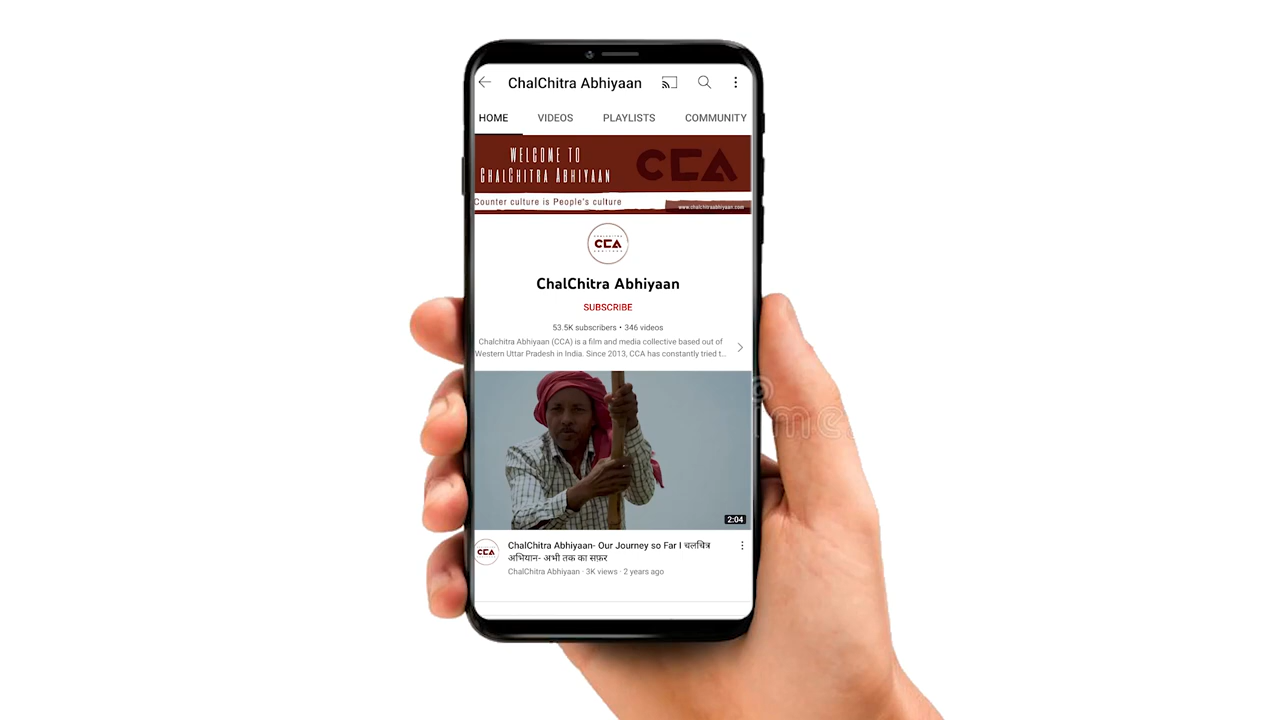 ChalChitra Abhiyaan
HOME VIDEOS PLAYLISTS COMMUNITY
WELCOME TO
CHALCHITRA ABHIYAAN
CCA
Counter culture is People's culture
www.chalchitraabhiyaan.com
CCA
ChalChitra Abhiyaan
SUBSCRIBE
53.5K subscribers • 346 videos
Chalchitra Abhiyaan (CCA) is a film and media collective based out of
Western Uttar Pradesh in India. Since 2013, CCA has constantly tried t...
2:04
CCA
ChalChitra Abhiyaan- Our Journey so Far I चलचित्र
अभियान- अभी तक का सफ़र
ChalChitra Abhiyaan · 3K views · 2 years ago